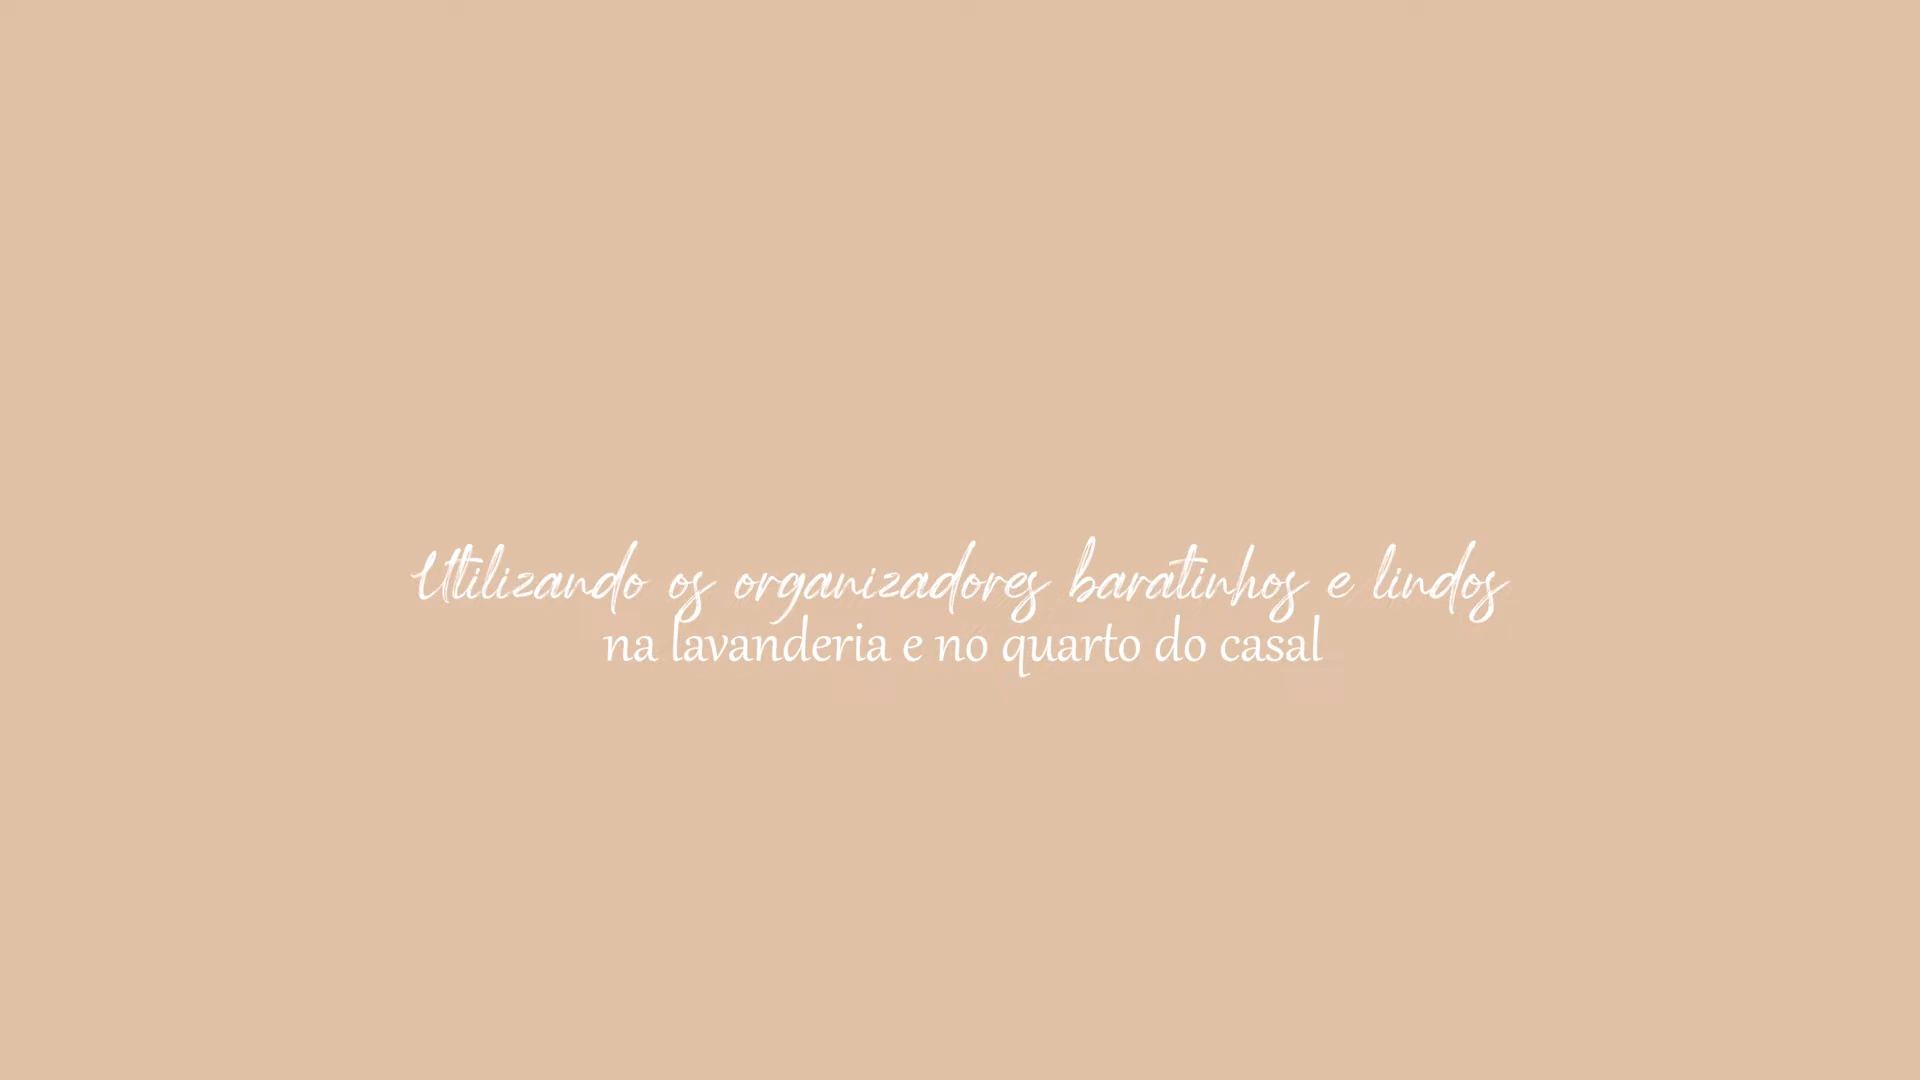 Utilizando os organizadores baratinhos e lindos
na lavanderia e no quarto do casal